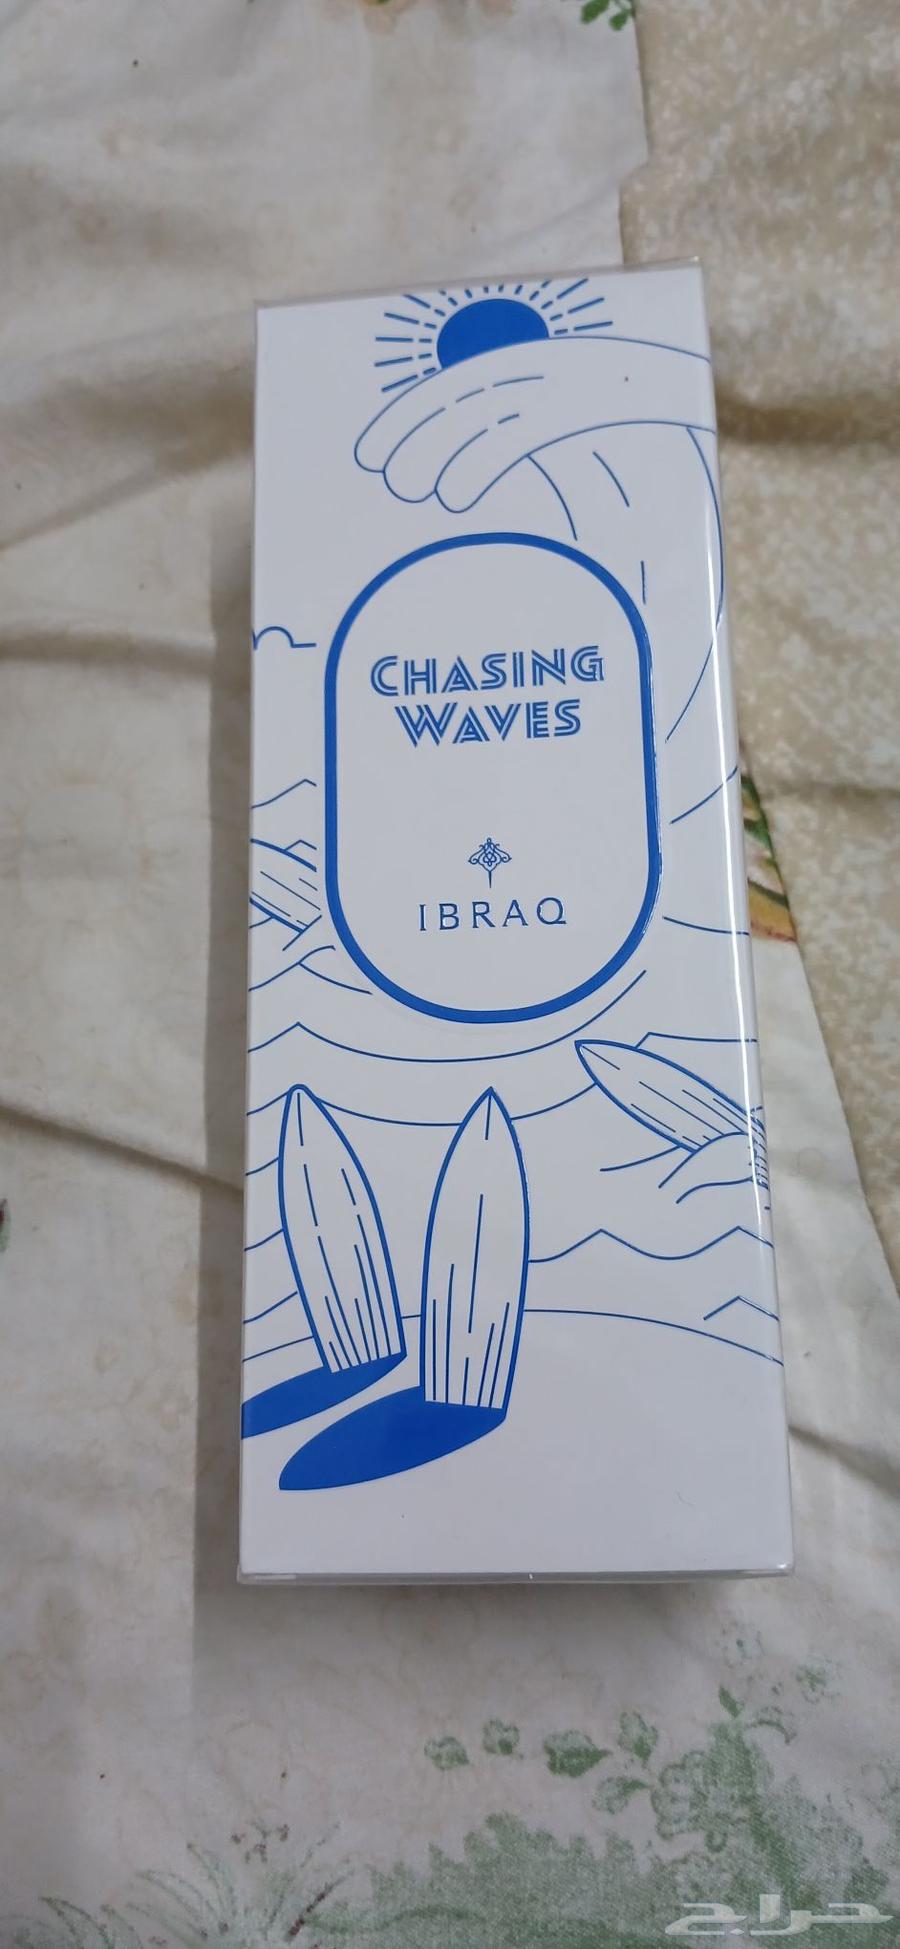 CHASING
WAVES
IBRAQ
حراج